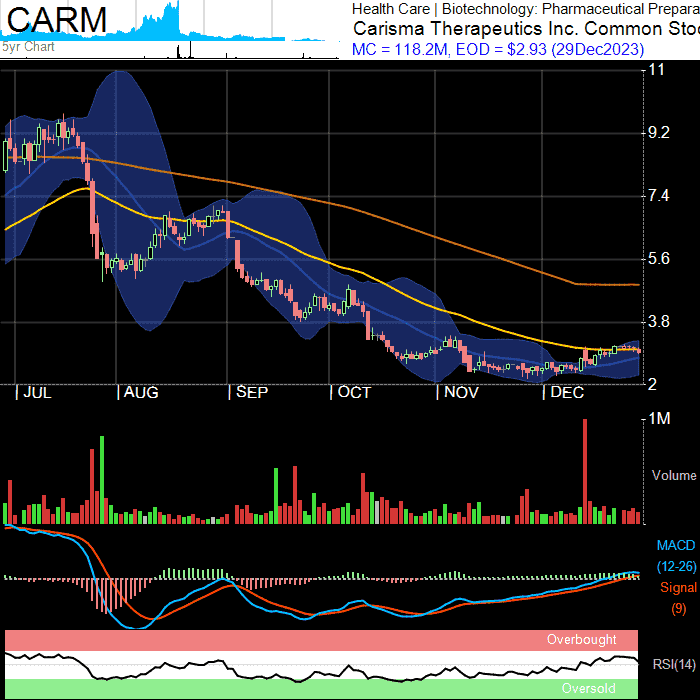 CARM
5yr Chart
Health Care | Biotechnology: Pharmaceutical Prepara
Carisma Therapeutics Inc. Common Stoc
MC = 118.2M, EOD = $2.93 (29Dec2023)
11
9.2
7.4
5.6
3.8
2
JUL AUG SEP OCT NOV DEC
1M
Volume
MACD
(12-26)
Signal
(9)
Overbought
RSI(14)
Oversold